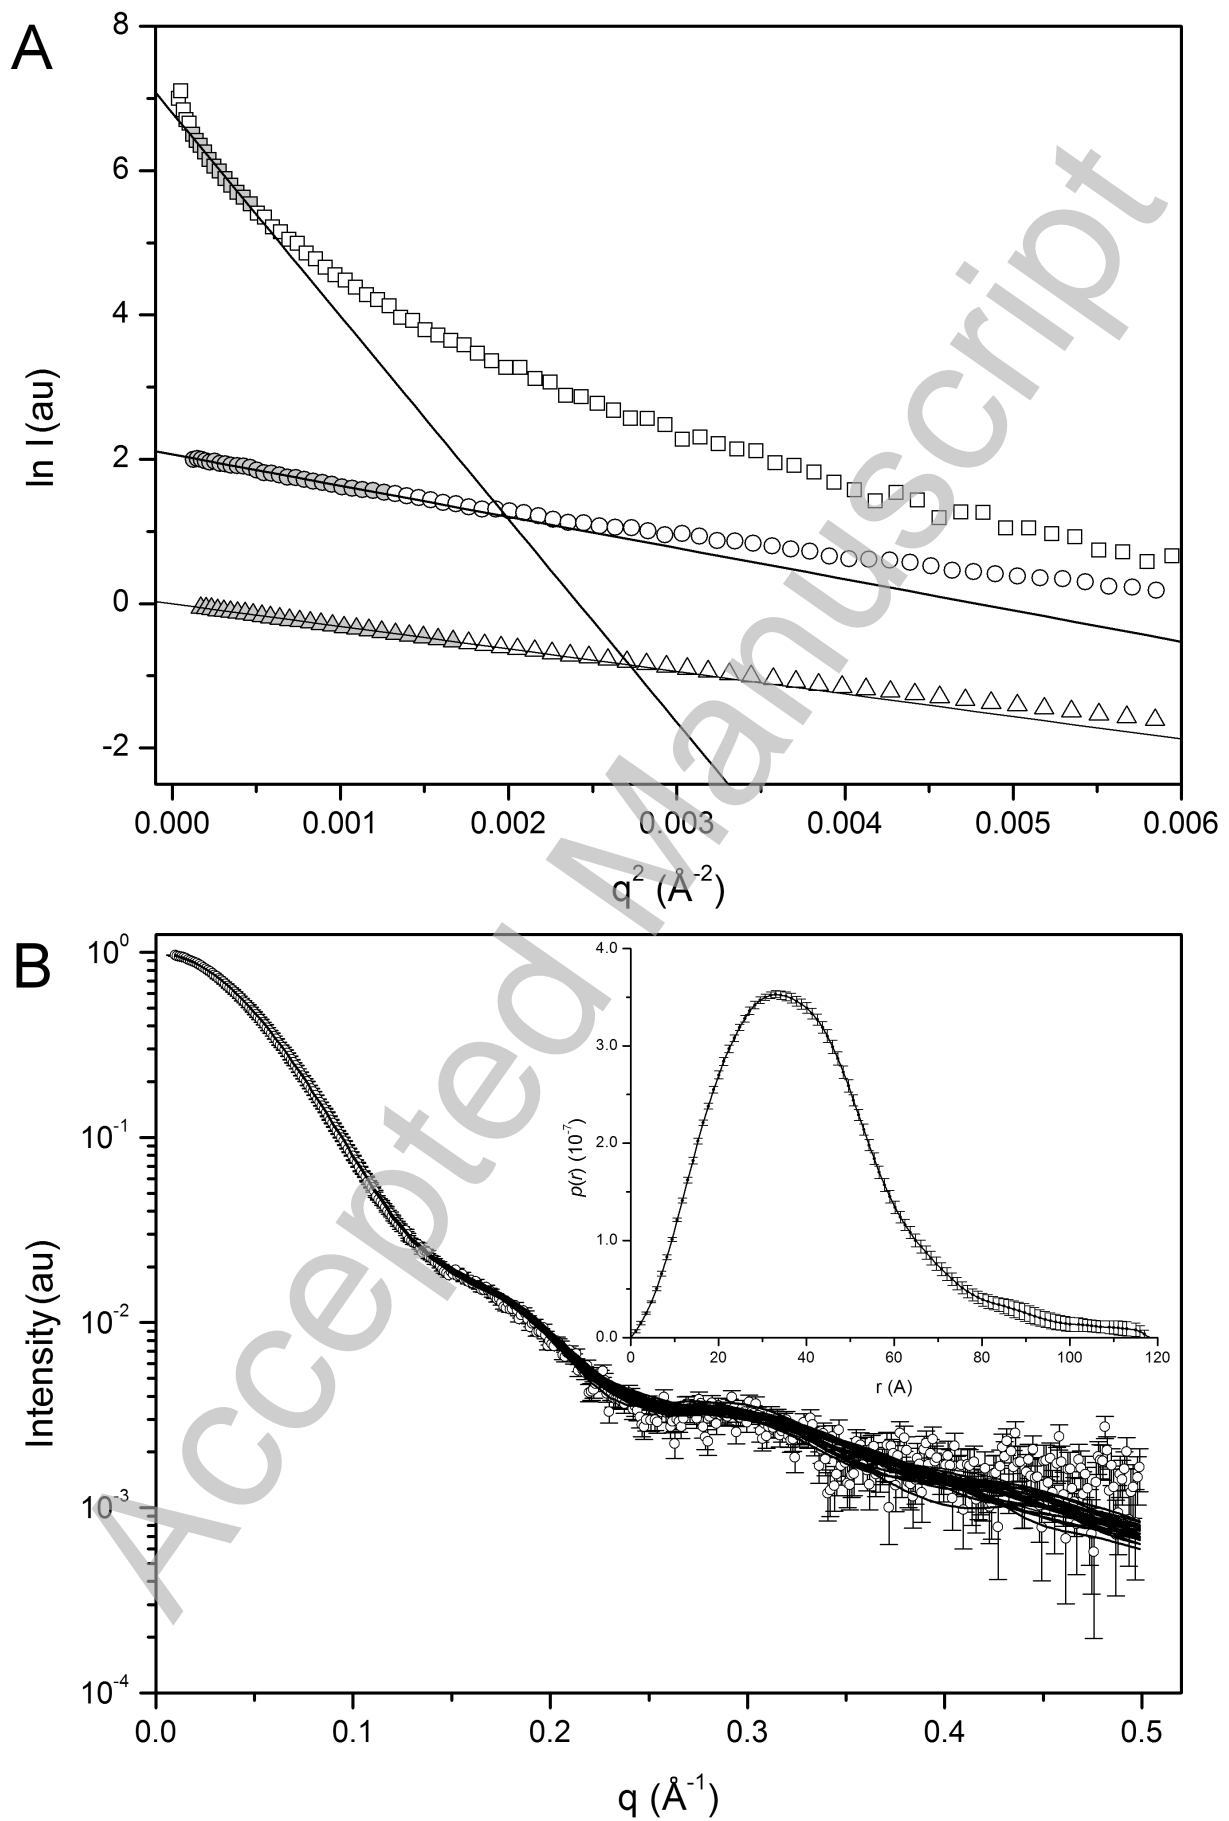 A
8
6
4
2
0
-2
ln I (au)
0.000 0.001 0.002 0.003 0.004 0.005 0.006
q² (Å⁻²)
B
10⁰
10⁻¹
10⁻²
10⁻³
10⁻⁴
Intensity (au)
4.0
3.0
2.0
1.0
0.0
p(r) (10⁻⁷)
0 20 40 60 80 100 120
r (A)
0.0 0.1 0.2 0.3 0.4 0.5
q (Å⁻¹)
Accepted Manuscript